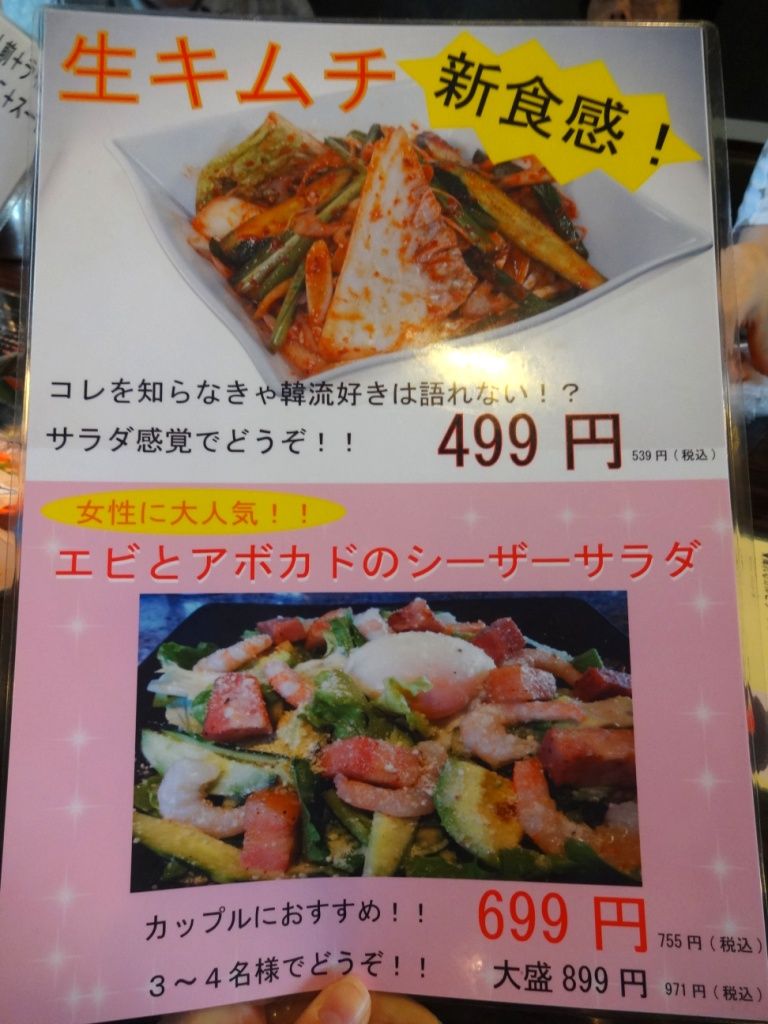 生キムチ
新食感！
コレを知らなきゃ韓流好きは語れない！？
サラダ感覚でどうぞ！！
499 円
539 円（税込）
女性に大人気！！
エビとアボカドのシーザーサラダ
カップルにおすすめ！！
699 円
755 円（税込）
３～４名様でどうぞ！！
大盛 899 円
971 円（税込）